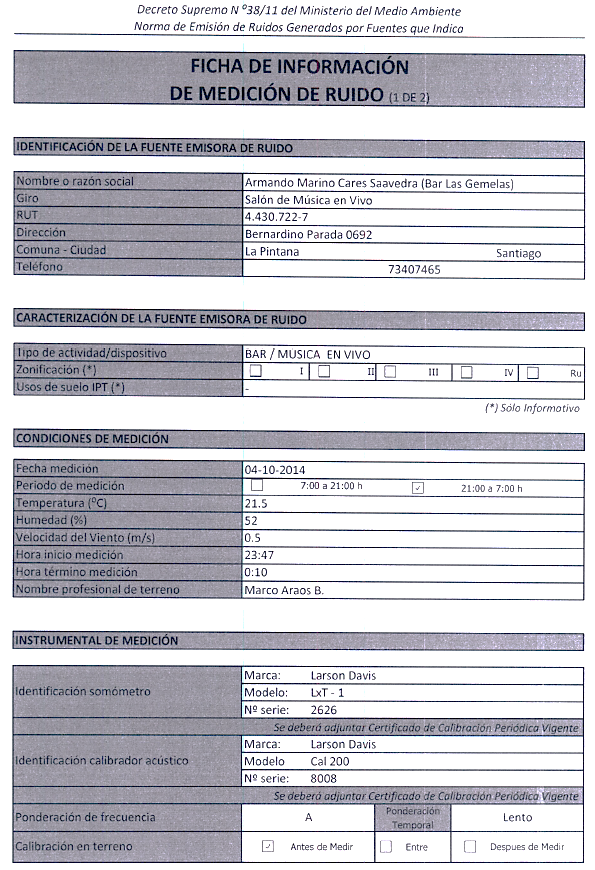 Decreto Supremo N º38/11 del Ministerio del Medio Ambiente
Norma de Emisión de Ruidos Generados por Fuentes que Indica
FICHA DE INFORMACIÓN
DE MEDICIÓN DE RUIDO (1 DE 2)
IDENTIFICACIÓN DE LA FUENTE EMISORA DE RUIDO
Nombre o razón social Armando Marino Cares Saavedra (Bar Las Gemelas)
Giro Salón de Música en Vivo
RUT 4.430.722-7
Dirección Bernardino Parada 0692
Comuna - Ciudad La Pintana Santiago
Teléfono 73407465
CARACTERIZACIÓN DE LA FUENTE EMISORA DE RUIDO
Tipo de actividad/dispositivo BAR / MÚSICA EN VIVO
Zonificación (*) I II III IV Ru
Usos de suelo IPT (*) -
(*) Sólo Informativo
CONDICIONES DE MEDICIÓN
Fecha medición 04-10-2014
Periodo de medición 7:00 a 21:00 h ✓ 21:00 a 7:00 h
Temperatura (ºC) 21.5
Humedad (%) 52
Velocidad del Viento (m/s) 0.5
Hora inicio medición 23:47
Hora término medición 0:10
Nombre profesional de terreno Marco Araos B.
INSTRUMENTAL DE MEDICIÓN
Identificación somómetro
Marca: Larson Davis
Modelo: LxT - 1
Nº serie: 2626
Se deberá adjuntar Certificado de Calibración Periódica Vigente
Identificación calibrador acústico
Marca: Larson Davis
Modelo Cal 200
Nº serie: 8008
Se deberá adjuntar Certificado de Calibración Periódica Vigente
Ponderación de frecuencia A Ponderación Temporal Lento
Calibración en terreno ✓ Antes de Medir Entre Despues de Medir